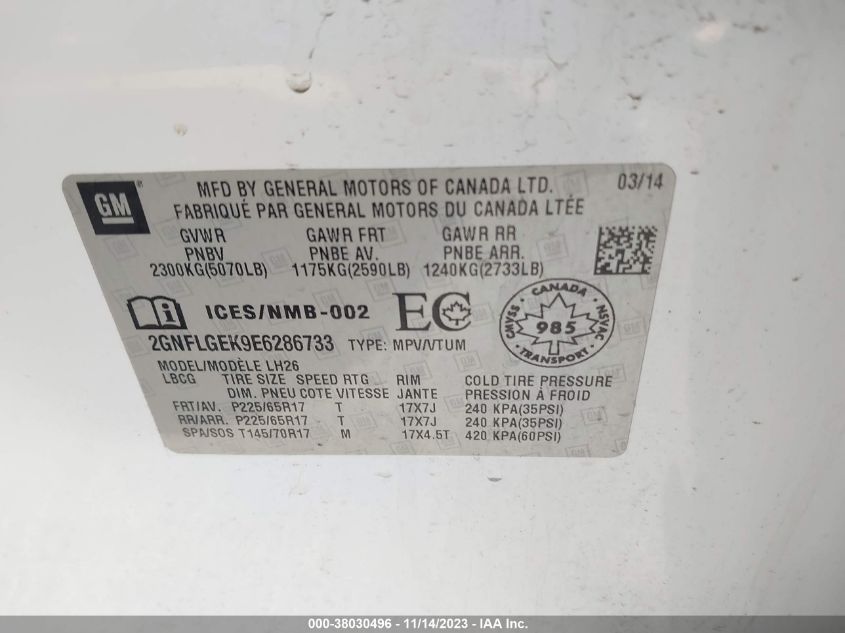 GM
MFD BY GENERAL MOTORS OF CANADA LTD. 03/14
FABRIQUÉ PAR GENERAL MOTORS DU CANADA LTÉE
GVWR GAWR FRT GAWR RR
PNBV PNBE AV. PNBE ARR.
2300KG(5070LB) 1175KG(2590LB) 1240KG(2733LB)
ICES/NMB-002 EC
CANADA
CMVSS 985 NSVAC
TRANSPORT
2GNFLGEK9E6286733 TYPE: MPV/VTUM
MODEL/MODÈLE LH26
LBCG TIRE SIZE SPEED RTG RIM COLD TIRE PRESSURE
DIM. PNEU COTE VITESSE JANTE PRESSION À FROID
FRT/AV. P225/65R17 T 17X7J 240 KPA(35PSI)
RR/ARR. P225/65R17 T 17X7J 240 KPA(35PSI)
SPA/SOS T145/70R17 M 17X4.5T 420 KPA(60PSI)
000-38030496 - 11/14/2023 - IAA Inc.